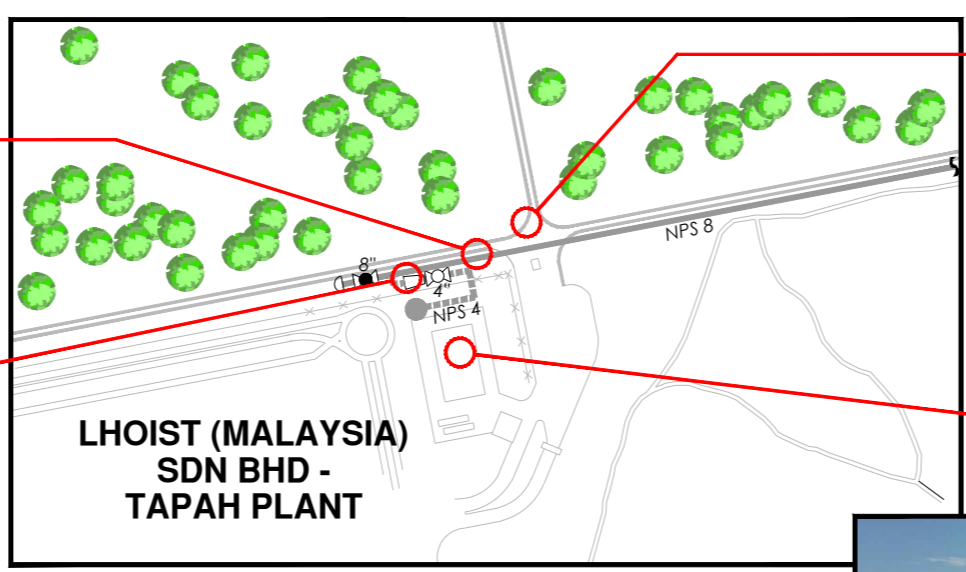 NPS 8
8"
4"
NPS 4
LHOIST (MALAYSIA)
SDN BHD -
TAPAH PLANT